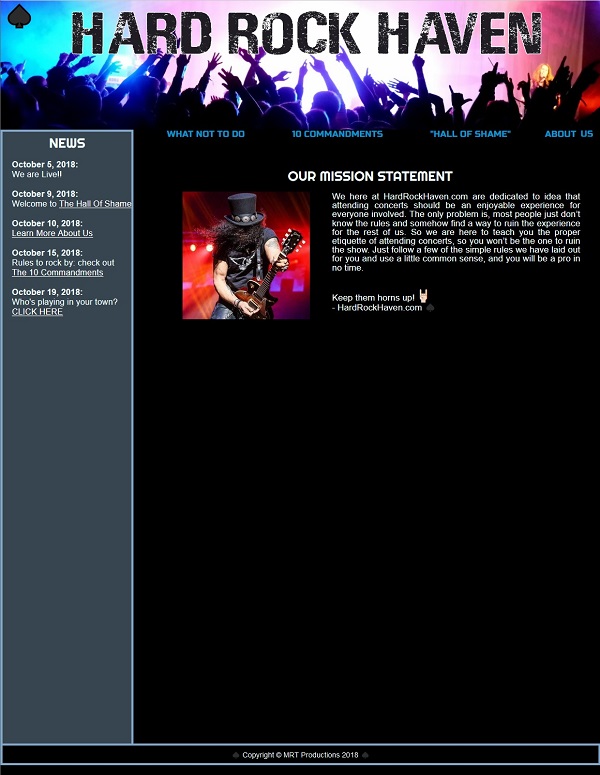 HARD ROCK HAVEN
WHAT NOT TO DO
10 COMMANDMENTS
"HALL OF SHAME"
ABOUT US
NEWS
October 5, 2018:
We are Live!!
October 9, 2018:
Welcome to The Hall Of Shame
October 10, 2018:
Learn More About Us
October 15, 2018:
Rules to rock by: check out
The 10 Commandments
October 19, 2018:
Who's playing in your town?
CLICK HERE
OUR MISSION STATEMENT
We here at HardRockHaven.com are dedicated to idea that
attending concerts should be an enjoyable experience for
everyone involved. The only problem is, most people just don't
know the rules and somehow find a way to ruin the experience
for the rest of us. So we are here to teach you the proper
etiquette of attending concerts, so you won't be the one to ruin
the show. Just follow a few of the simple rules we have laid out
for you and use a little common sense, and you will be a pro in
no time.
Keep them horns up! 🤘
- HardRockHaven.com ♠
♠ Copyright © MRT Productions 2018 ♠